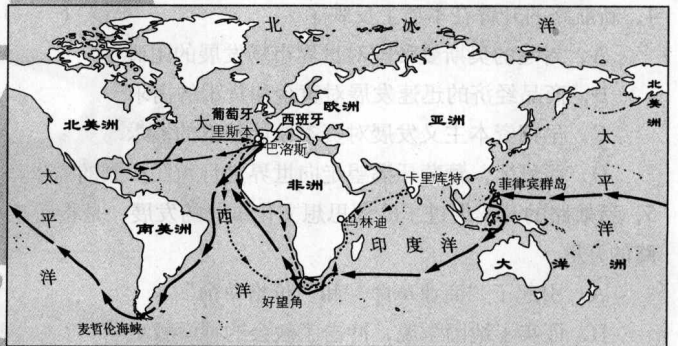 北 冰 洋
北美洲
葡萄牙
里斯本
大
西班牙
欧洲
亚洲
北美洲
巴洛斯
太
平
洋
南美洲
西
洋
非洲
卡里库特
马林迪
菲律宾群岛
太
平
洋
印 度 洋
大 洋 洲
好望角
麦哲伦海峡